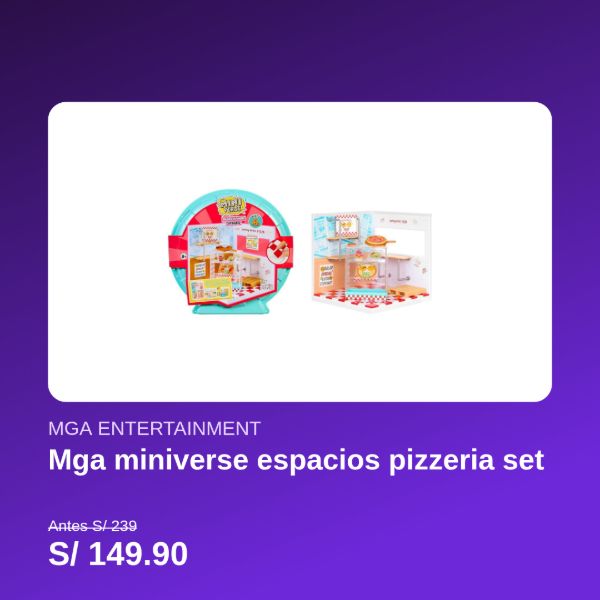 MGA ENTERTAINMENT
Mga miniverse espacios pizzeria set
Antes S/ 239
S/ 149.90